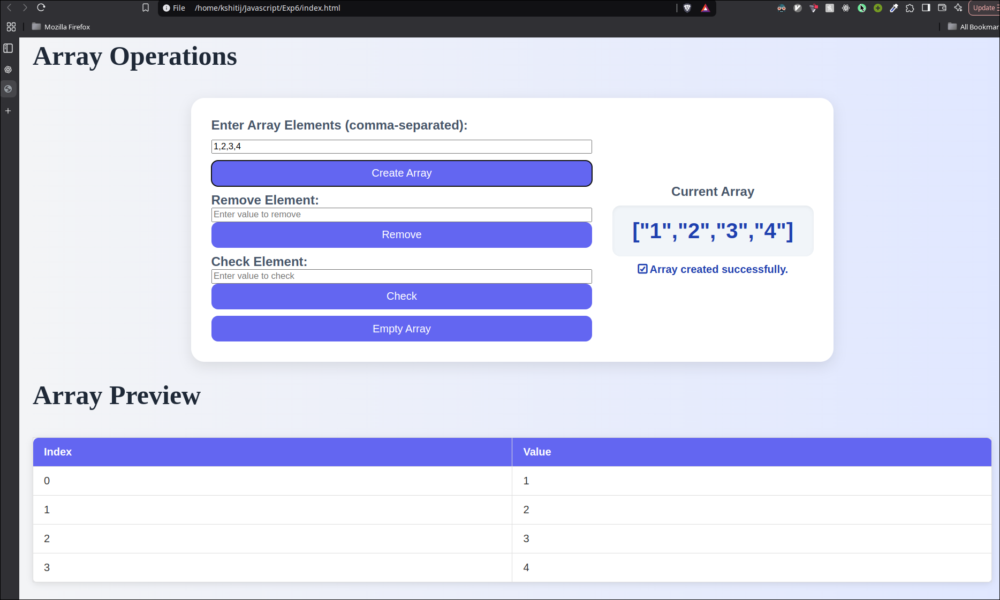 File /home/kshitij/Javascript/Exp6/index.html
Update
Mozilla Firefox
All Bookmar
Array Operations
Enter Array Elements (comma-separated):
1,2,3,4
Create Array
Remove Element:
Enter value to remove
Remove
Check Element:
Enter value to check
Check
Empty Array
Current Array
["1","2","3","4"]
Array created successfully.
Array Preview
Index Value
0 1
1 2
2 3
3 4